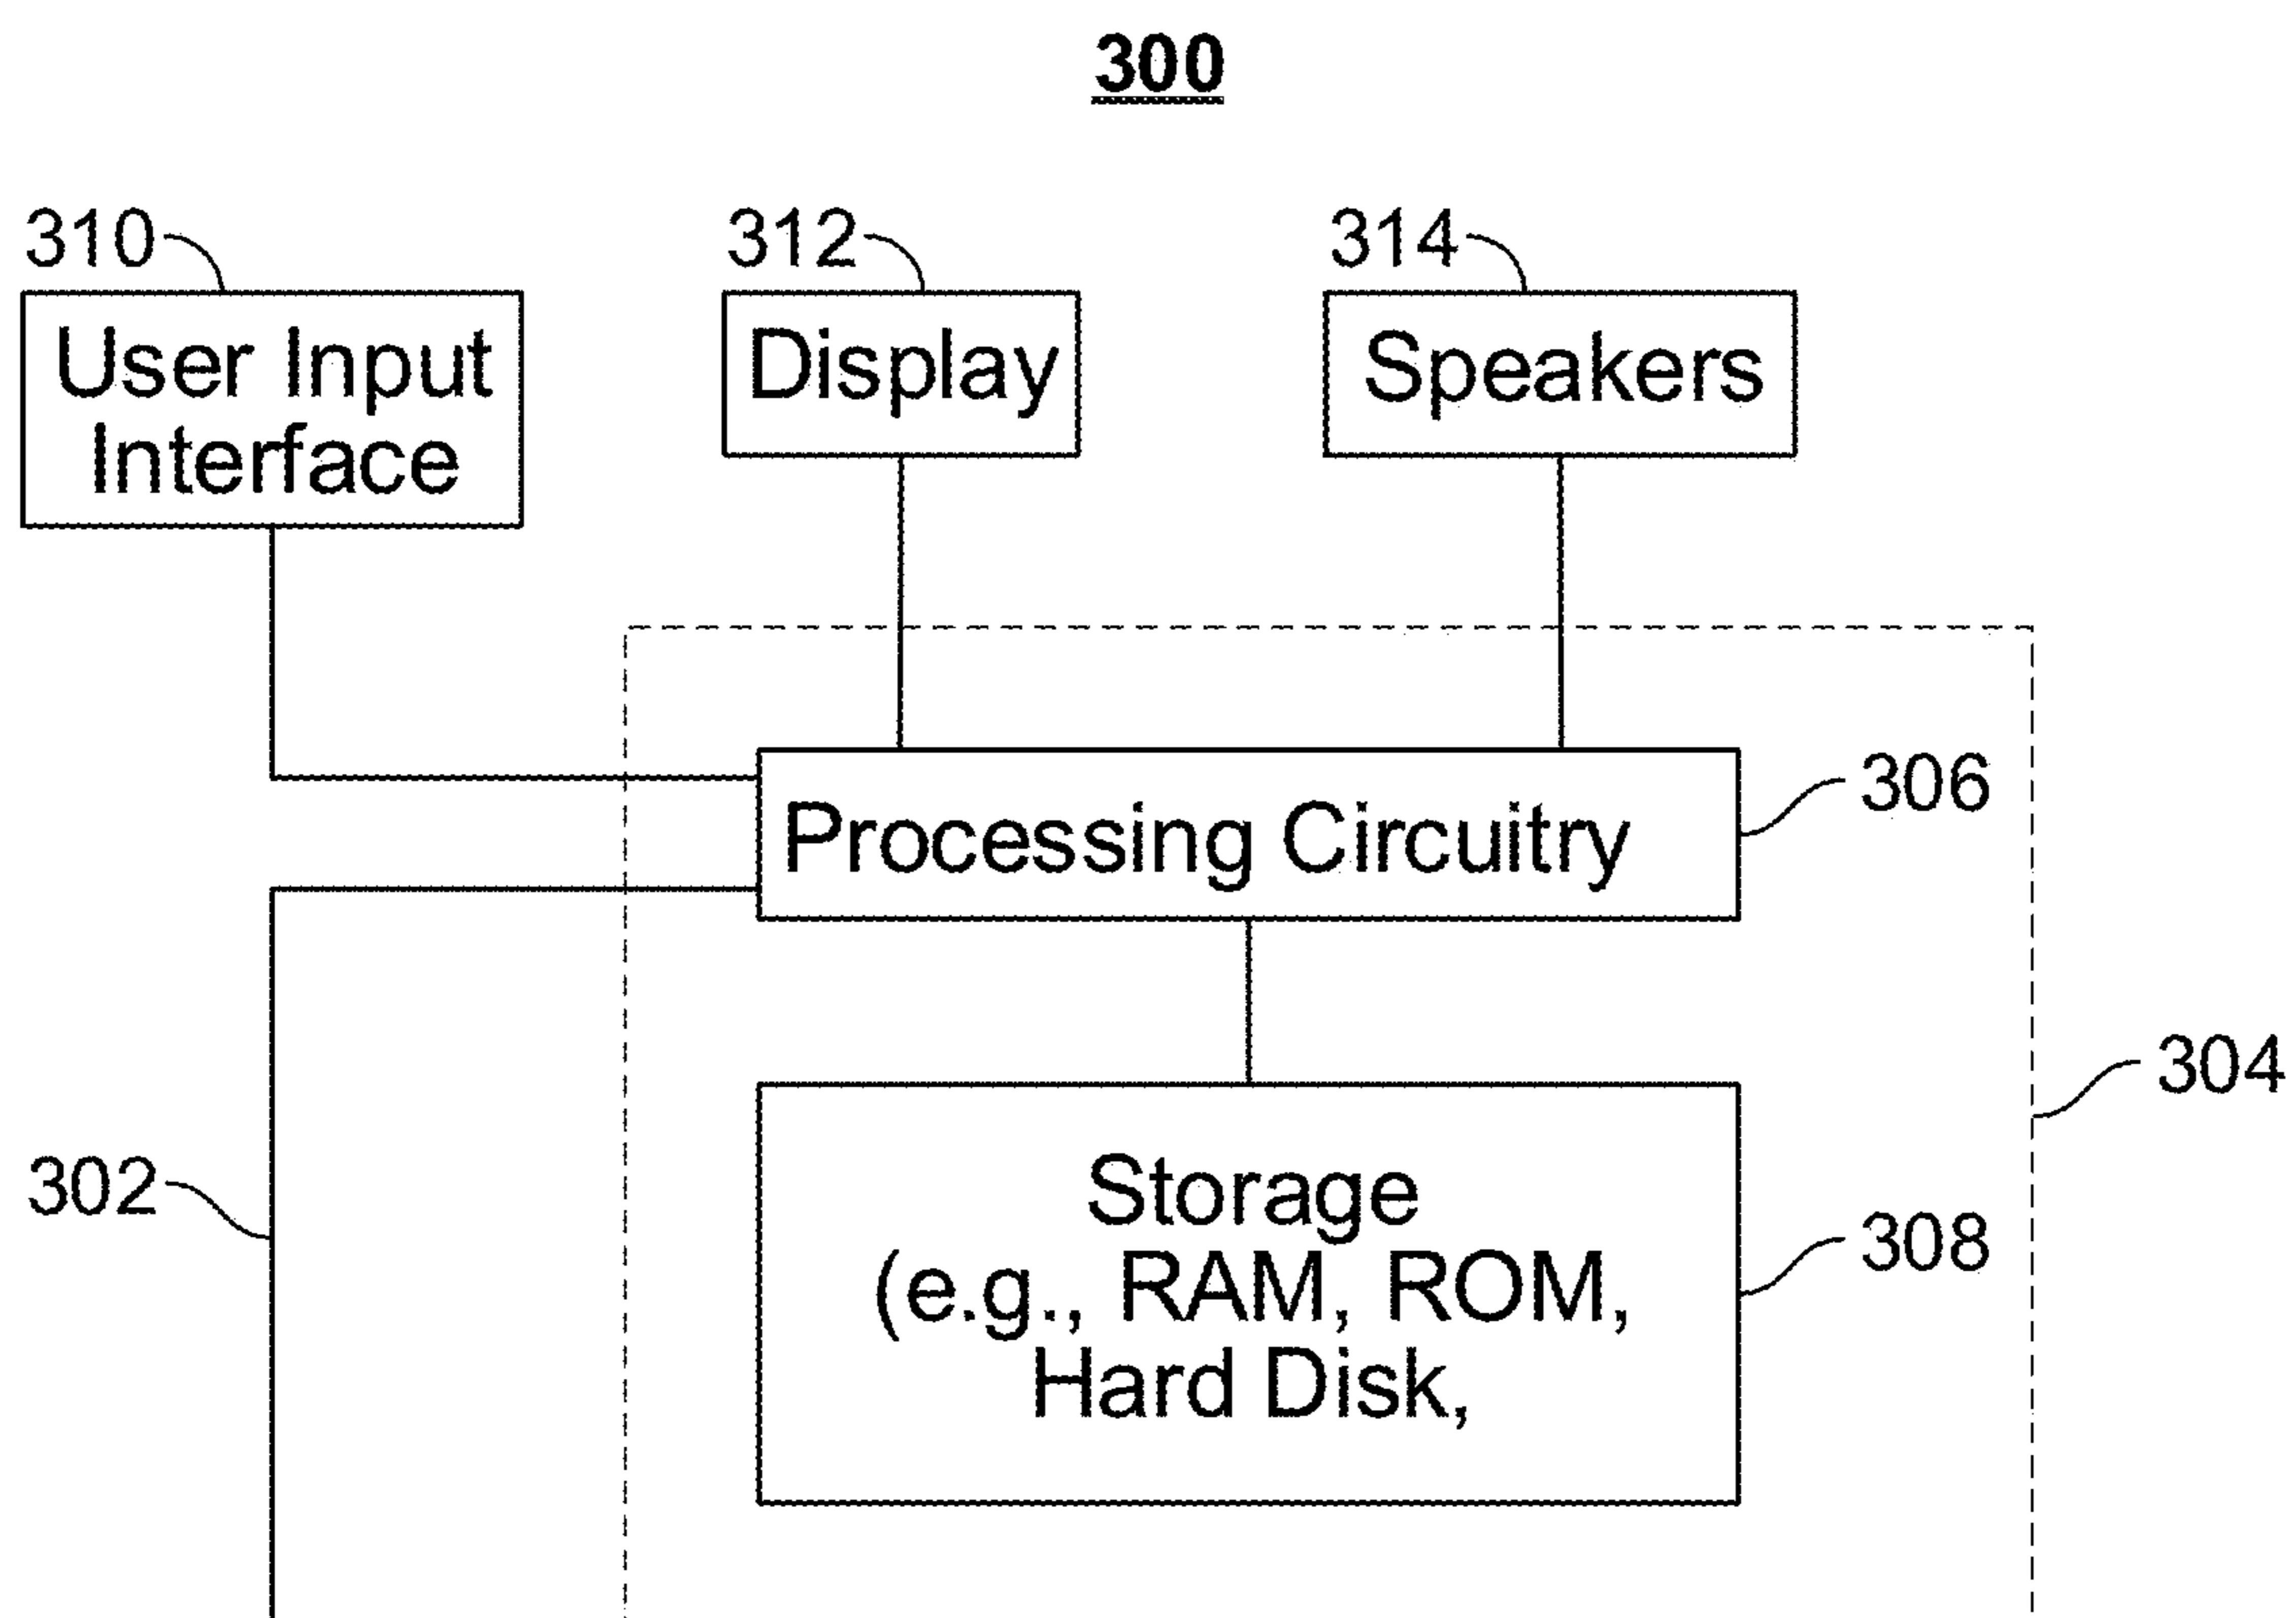 300
310
312
314
User Input
Interface
Display
Speakers
306
Processing Circuitry
304
302
Storage
(e.g., RAM, ROM,
Hard Disk,
308